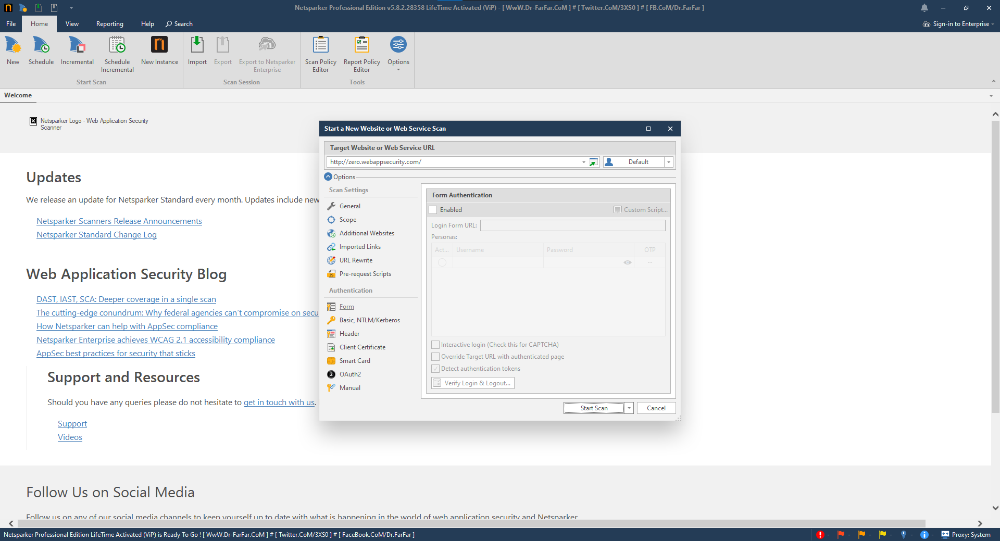 Netsparker Professional Edition v5.8.2.28358 LifeTime Activated (ViP) - [ WwW.Dr-FarFar.CoM ] # [ Twitter.CoM/3XS0 ] # [ FB.CoM/Dr.FarFar ]
File Home View Reporting Help Search Sign-in to Enterprise
New Schedule Incremental Schedule Incremental New Instance Import Export Export to Netsparker Enterprise Scan Policy Editor Report Policy Editor Options
Start Scan Scan Session Tools
Welcome
Netsparker Logo - Web Application Security
Scanner
Updates
We release an update for Netsparker Standard every month. Updates include new
Netsparker Scanners Release Announcements
Netsparker Standard Change Log
Web Application Security Blog
DAST, IAST, SCA: Deeper coverage in a single scan
The cutting-edge conundrum: Why federal agencies can't compromise on secu
How Netsparker can help with AppSec compliance
Netsparker Enterprise achieves WCAG 2.1 accessibility compliance
AppSec best practices for security that sticks
Support and Resources
Should you have any queries please do not hesitate to get in touch with us.
Support
Videos
Follow Us on Social Media
Follow us on any of our social media channels to keep yourself up to date with what is happening in the world of web application security and Netsparker
Start a New Website or Web Service Scan
Target Website or Web Service URL
http://zero.webappsecurity.com/ Default
Options
Scan Settings
General
Scope
Additional Websites
Imported Links
URL Rewrite
JS Pre-request Scripts
Authentication
Form
Basic, NTLM/Kerberos
Header
Client Certificate
Smart Card
2 OAuth2
Manual
Form Authentication
Enabled Custom Script...
Login Form URL:
Personas:
Act... Username Password OTP
Interactive login (Check this for CAPTCHA)
Override Target URL with authenticated page
Detect authentication tokens
Verify Login & Logout...
Start Scan Cancel
Netsparker Professional Edition LifeTime Activated (ViP) is Ready To Go ! [ WwW.Dr-FarFar.CoM ] # [ Twitter.CoM/3XS0 ] # [ FaceBook.CoM/Dr.FarFar ] - - - - - - Proxy: System